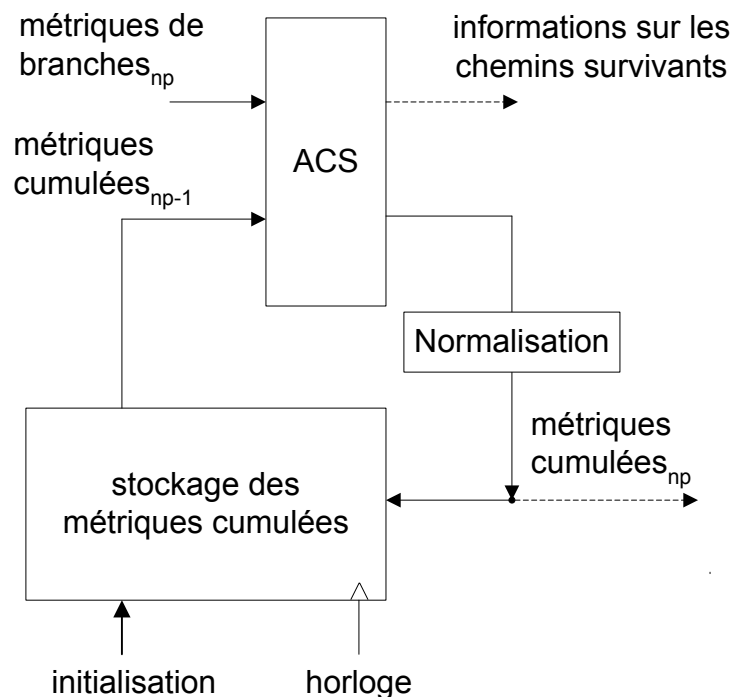 métriques de
branches_np
informations sur les
chemins survivants
métriques
cumulées_np-1
ACS
Normalisation
métriques
cumulées_np
stockage des
métriques cumulées
initialisation
horloge